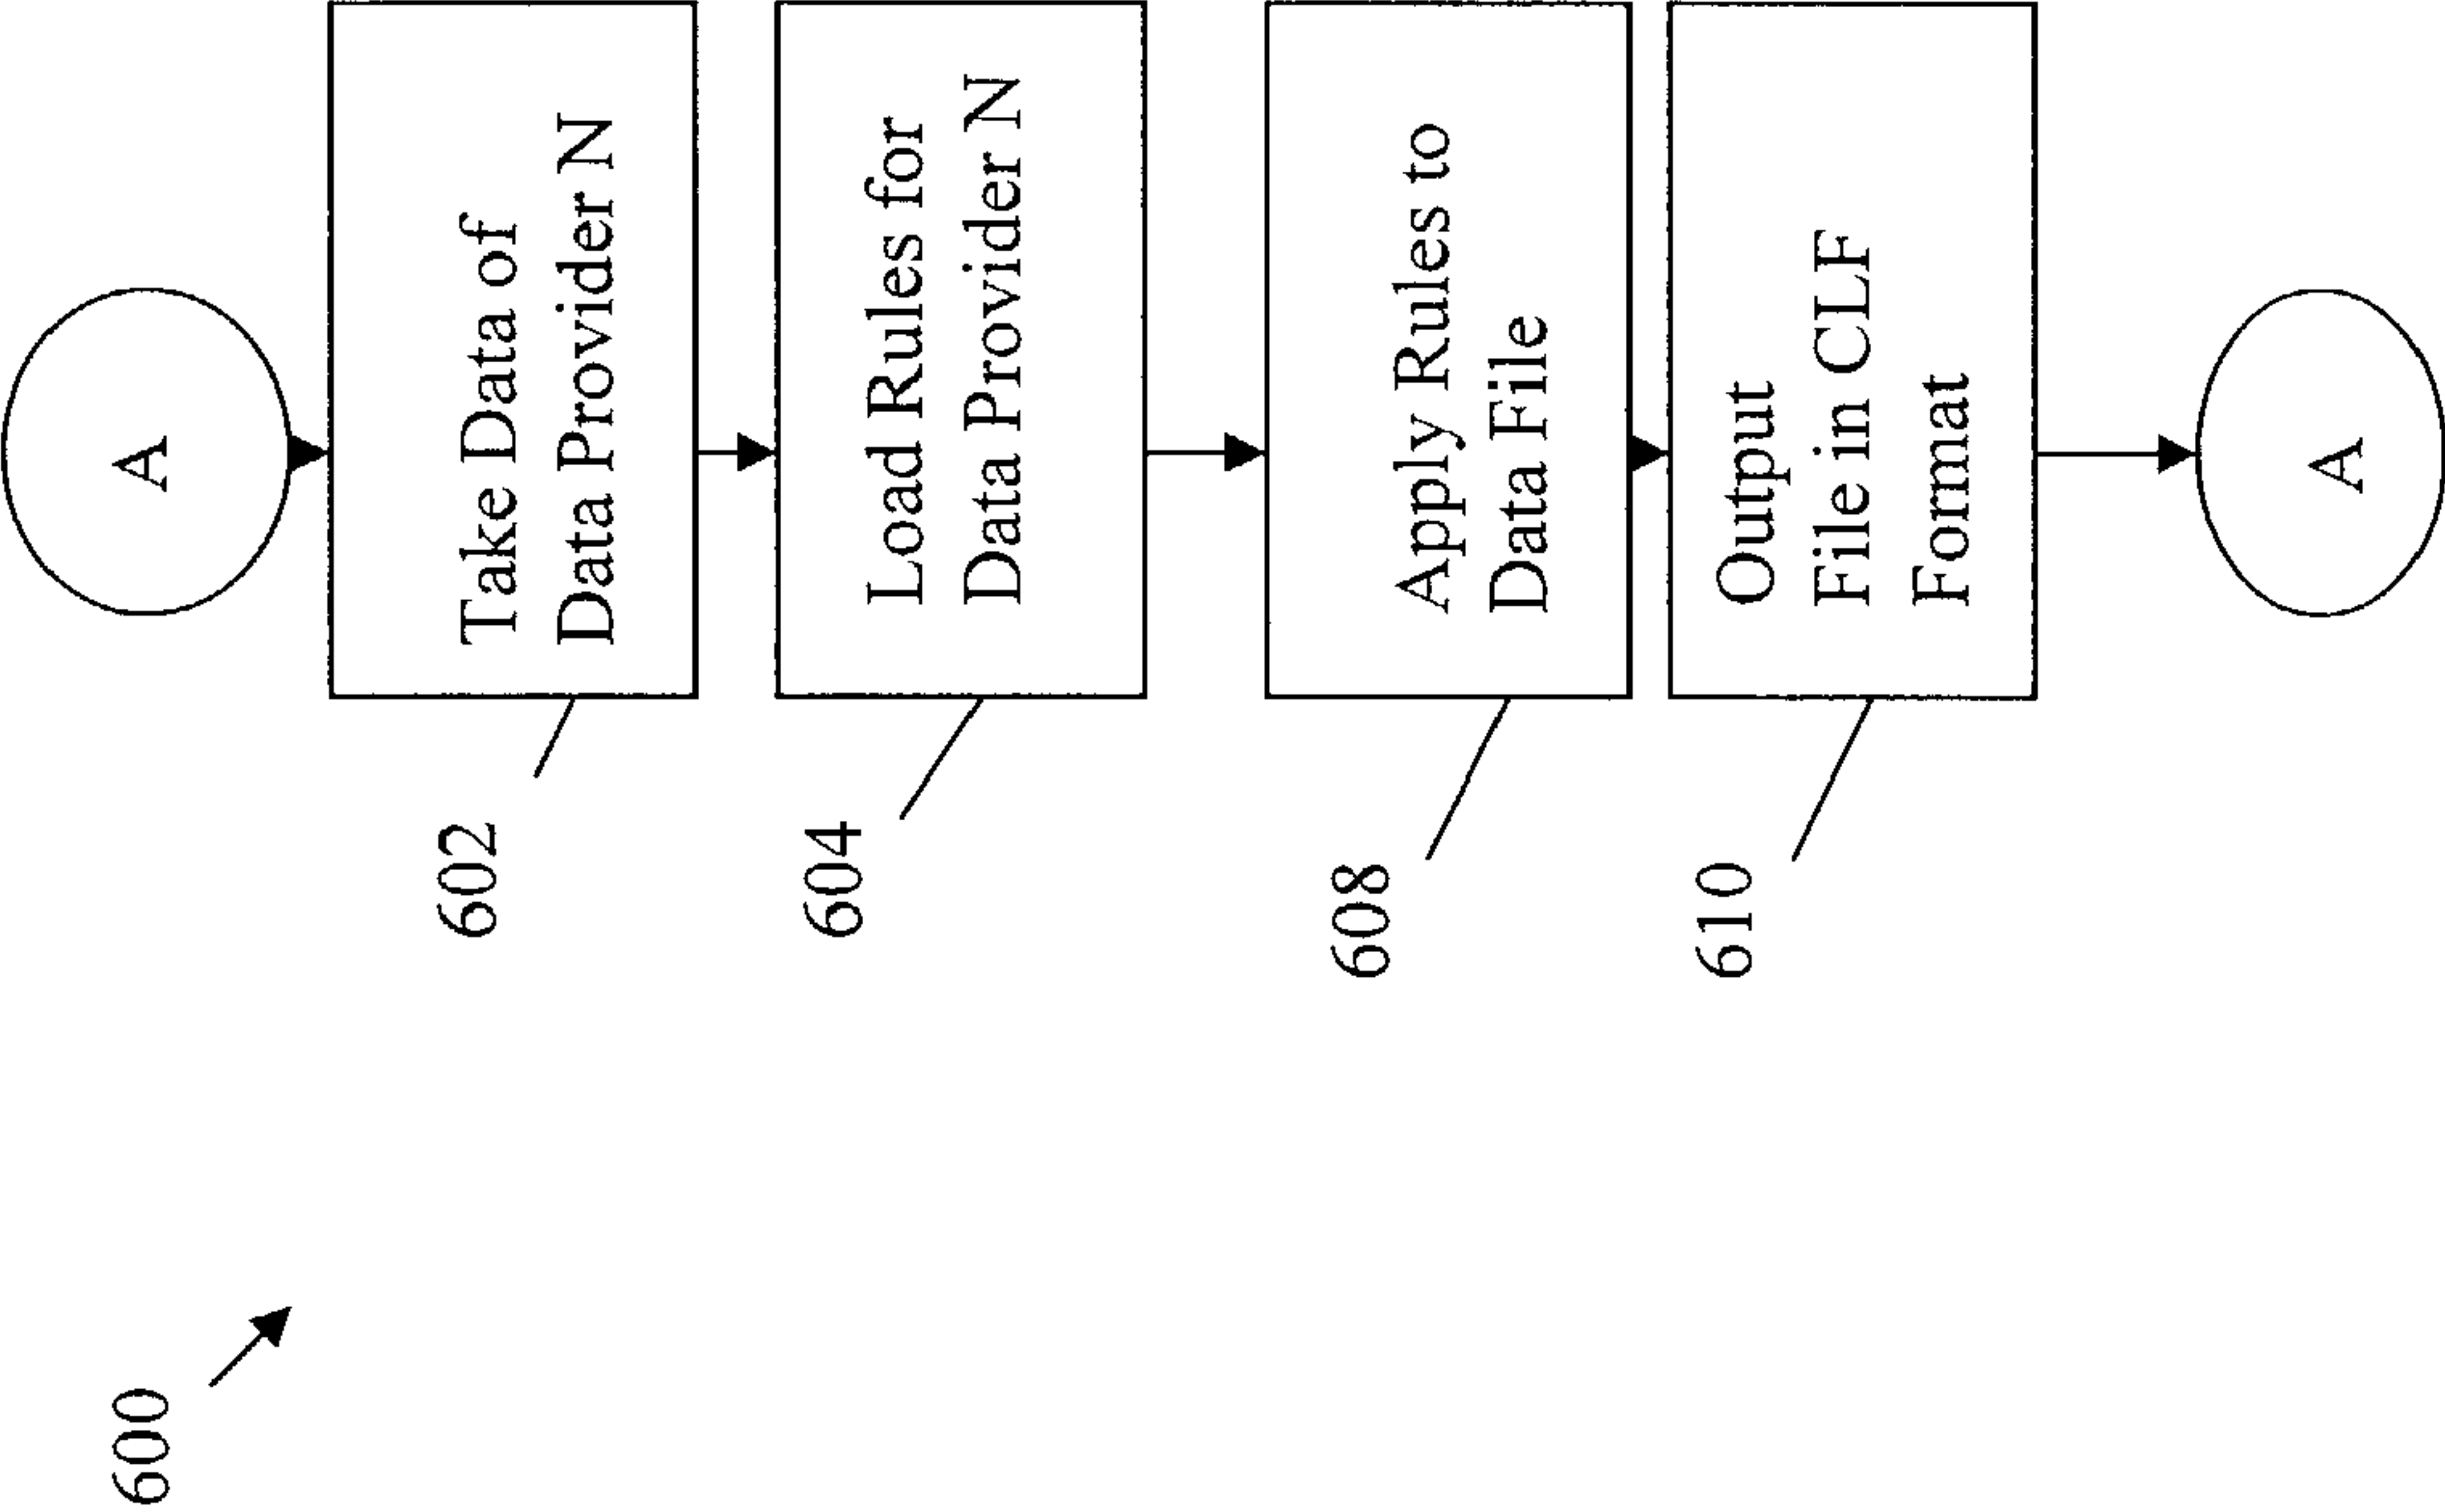 600
A
602
Take Data of
Data Provider N
604
Load Rules for
Data Provider N
608
Apply Rules to
Data File
610
Output
File in CLF
Format
A